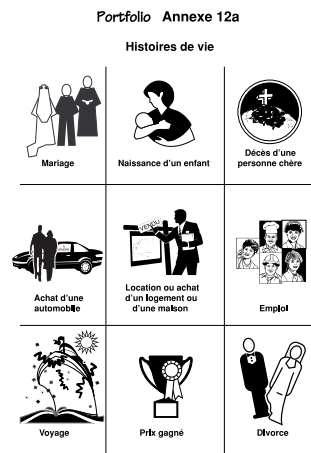 Portfolio Annexe 12a
Histoires de vie
Mariage
Naissance d'un enfant
Décès d'une
personne chère
VENDU
Achat d'une
automobile
Location ou achat
d'un logement ou
d'une maison
Emploi
Voyage
Prix gagné
Divorce